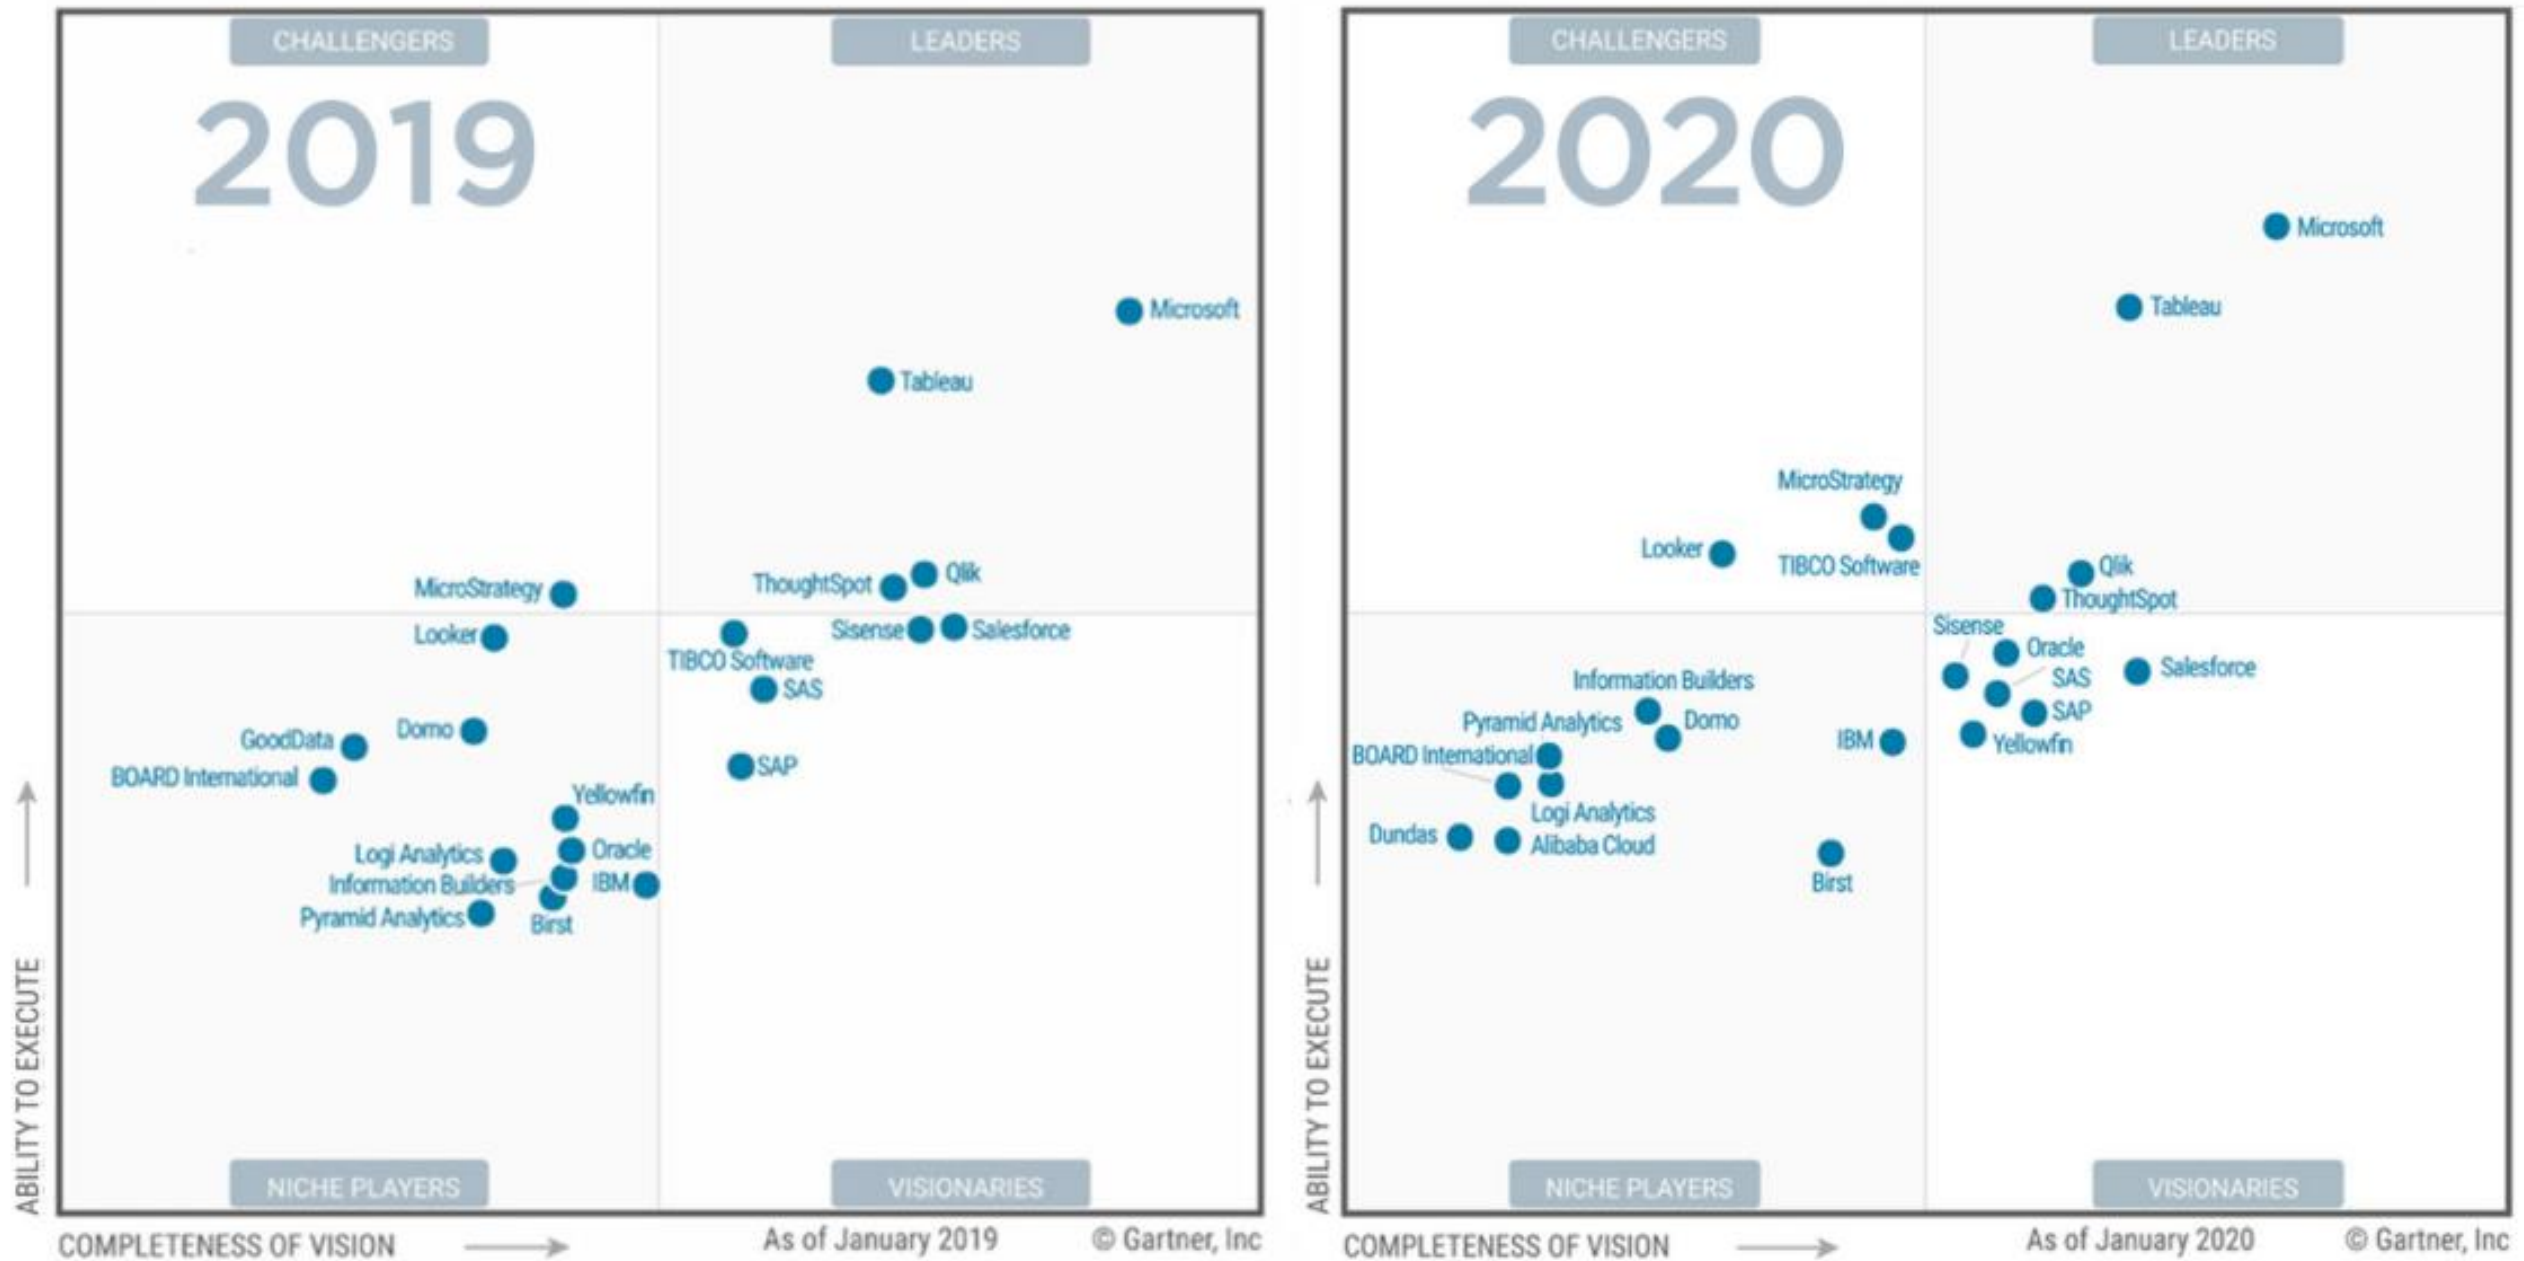 CHALLENGERS
LEADERS
2019
Microsoft
Tableau
ThoughtSpot
Qlik
MicroStrategy
Looker
Sisense
Salesforce
TIBCO Software
SAS
GoodData
Domo
SAP
BOARD International
Yellowfin
Logi Analytics
Oracle
Information Builders
IBM
Pyramid Analytics
Birst
NICHE PLAYERS
VISIONARIES
ABILITY TO EXECUTE
COMPLETENESS OF VISION
As of January 2019
© Gartner, Inc
CHALLENGERS
LEADERS
2020
Microsoft
Tableau
MicroStrategy
Looker
TIBCO Software
Qlik
ThoughtSpot
Sisense
Oracle
Salesforce
SAS
Information Builders
SAP
Pyramid Analytics
Domo
IBM
Yellowfin
BOARD International
Logi Analytics
Dundas
Alibaba Cloud
Birst
NICHE PLAYERS
VISIONARIES
ABILITY TO EXECUTE
COMPLETENESS OF VISION
As of January 2020
© Gartner, Inc